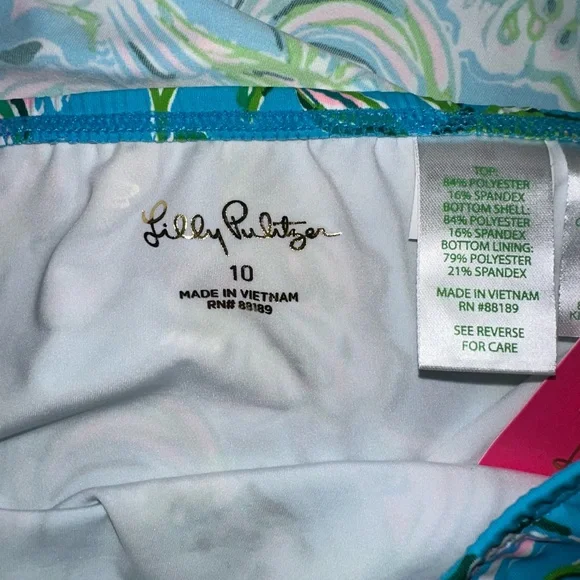 Lilly Pulitzer
10
MADE IN VIETNAM
RN# 88189
TOP:
84% POLYESTER
16% SPANDEX
BOTTOM SHELL:
84% POLYESTER
16% SPANDEX
BOTTOM LINING:
79% POLYESTER
21% SPANDEX
MADE IN VIETNAM
RN #88189
SEE REVERSE
FOR CARE